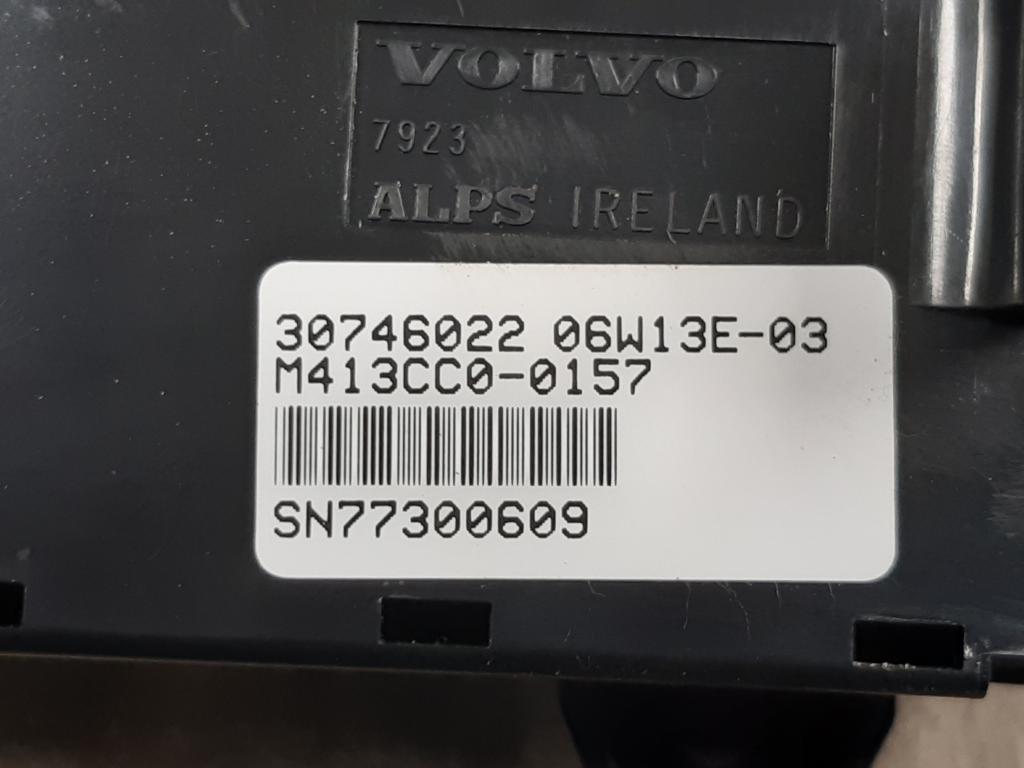 VOLVO
7923
ALPS IRELAND
30746022 06W13E-03
M413CC0-0157
SN77300609